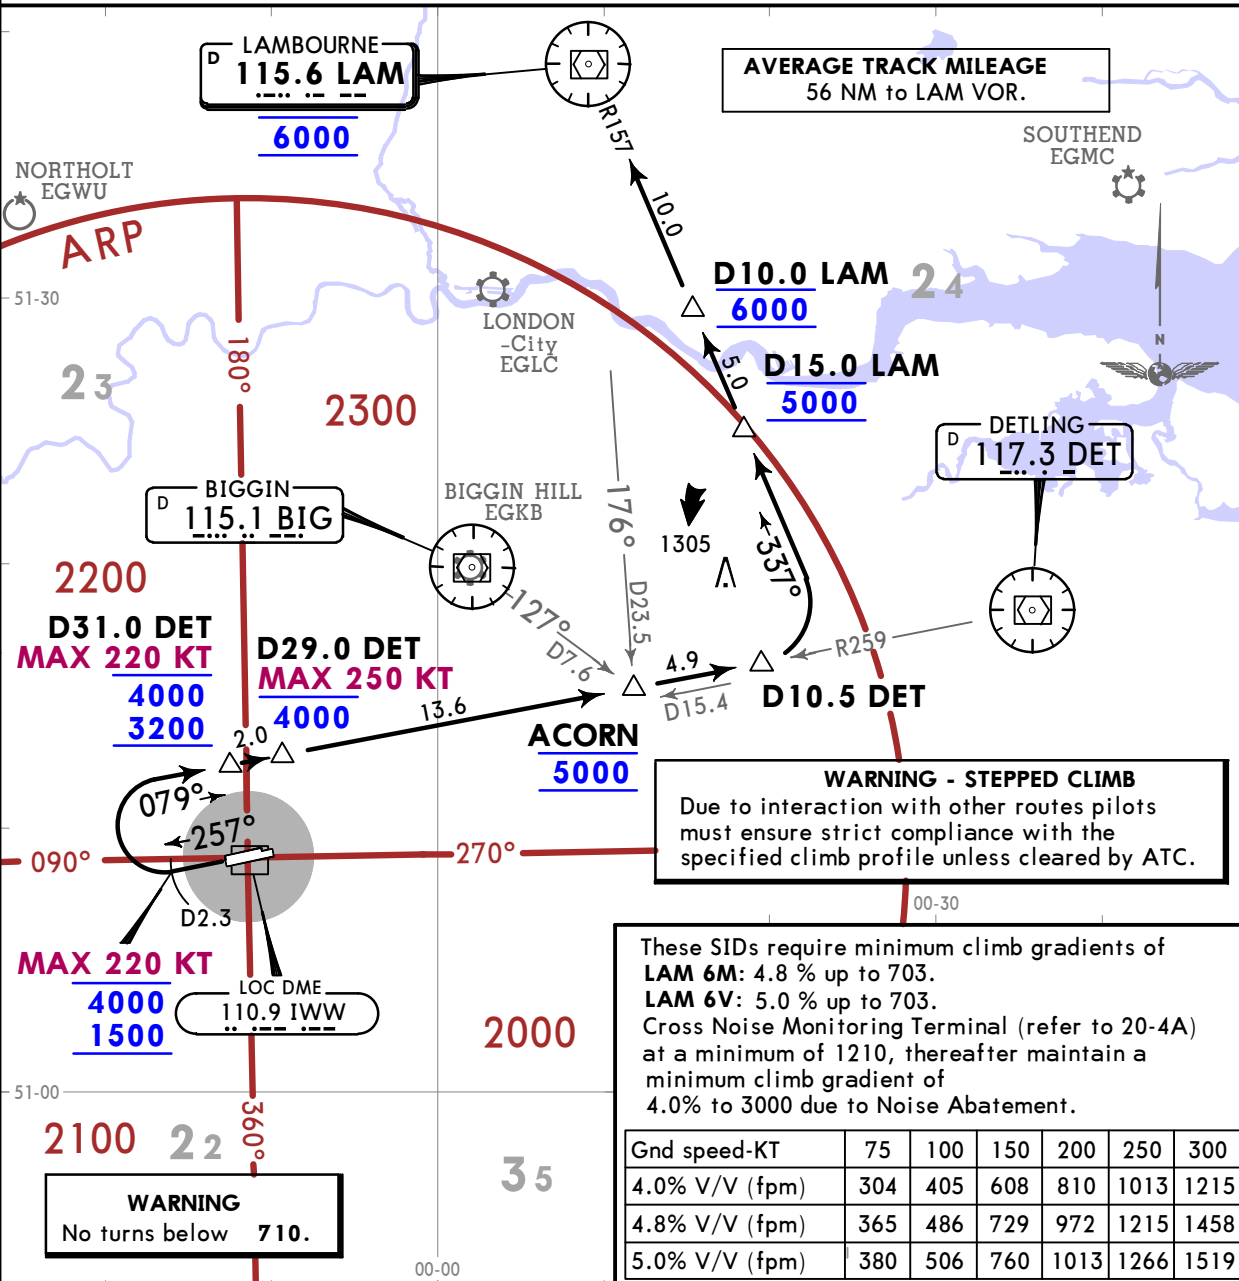 LAMBOURNE
D
115.6 LAM
6000
AVERAGE TRACK MILEAGE
56 NM to LAM VOR.
SOUTHEND
EGMC
NORTHOLT
EGWU
R157
10.0
ARP
D10.0 LAM
6000
24
51-30
LONDON
-City
EGLC
180°
5.0
D15.0 LAM
5000
23
2300
DETLING
D
117.3 DET
BIGGIN
D
115.1 BIG
BIGGIN HILL
EGKB
176°
1305
337°
2200
127°
D7.6
D23.5
D31.0 DET
MAX 220 KT
4000
3200
D29.0 DET
MAX 250 KT
4000
R259
4.9
D15.4
D10.5 DET
13.6
2.0
ACORN
5000
079°
257°
WARNING - STEPPED CLIMB
Due to interaction with other routes pilots
must ensure strict compliance with the
specified climb profile unless cleared by ATC.
090°
270°
D2.3
00-30
MAX 220 KT
4000
1500
LOC DME
110.9 IWW
2000
These SIDs require minimum climb gradients of
LAM 6M: 4.8 % up to 703.
LAM 6V: 5.0 % up to 703.
Cross Noise Monitoring Terminal (refer to 20-4A)
at a minimum of 1210, thereafter maintain a
minimum climb gradient of
4.0% to 3000 due to Noise Abatement.
51-00
360°
2100
22
35
WARNING
No turns below 710.
00-00
Gnd speed-KT 75 100 150 200 250 300
4.0% V/V (fpm) 304 405 608 810 1013 1215
4.8% V/V (fpm) 365 486 729 972 1215 1458
5.0% V/V (fpm) 380 506 760 1013 1266 1519
N